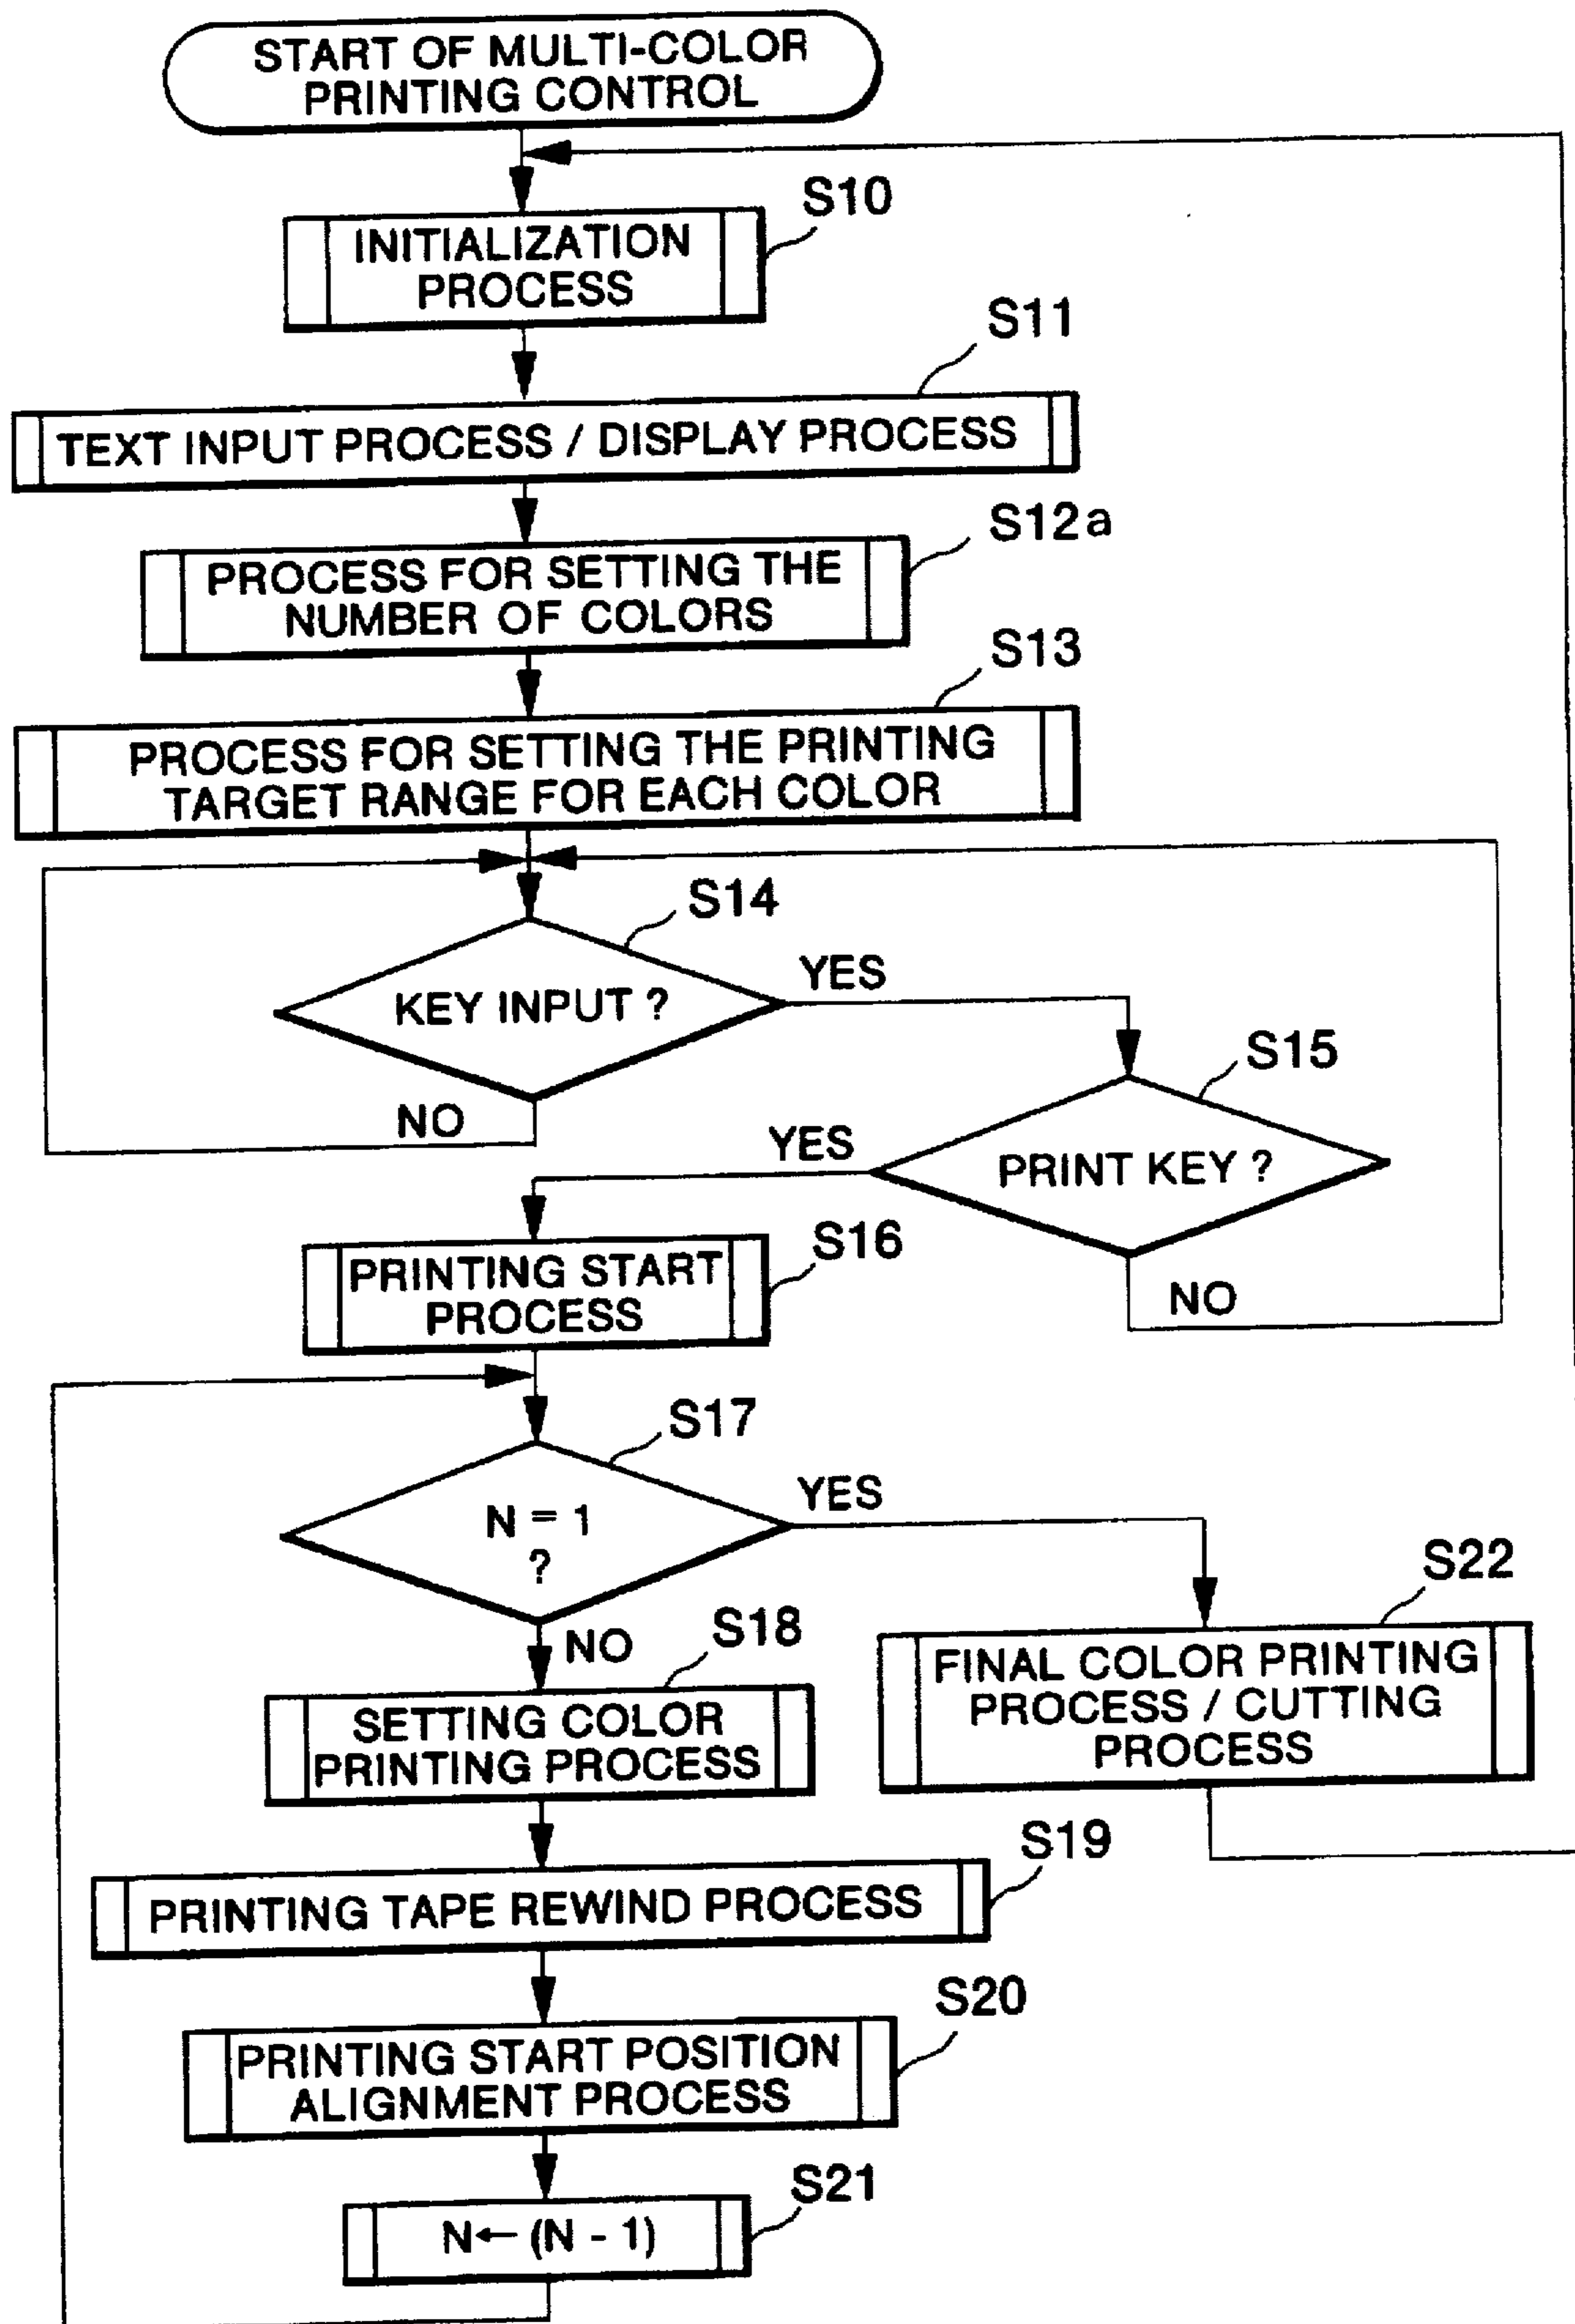 START OF MULTI-COLOR
PRINTING CONTROL
S10
INITIALIZATION
PROCESS
S11
TEXT INPUT PROCESS / DISPLAY PROCESS
S12a
PROCESS FOR SETTING THE
NUMBER OF COLORS
S13
PROCESS FOR SETTING THE PRINTING
TARGET RANGE FOR EACH COLOR
S14
KEY INPUT ?
YES
NO
S15
PRINT KEY ?
YES
NO
S16
PRINTING START
PROCESS
S17
N = 1
?
YES
NO
S18
SETTING COLOR
PRINTING PROCESS
S22
FINAL COLOR PRINTING
PROCESS / CUTTING
PROCESS
S19
PRINTING TAPE REWIND PROCESS
S20
PRINTING START POSITION
ALIGNMENT PROCESS
S21
N← (N - 1)